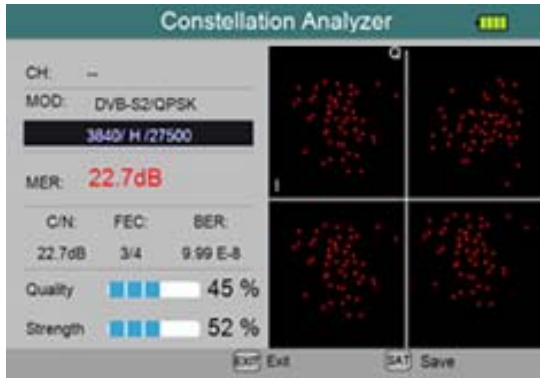 Constellation Analyzer
CH: --
MOD: DVB-S2/QPSK
3840/ H /27500
MER: 22.7dB
C/N: FEC: BER:
22.7dB 3/4 9.99 E-8
Quality 45 %
Strength 52 %
Q
I
EXIT Exit SAT Save